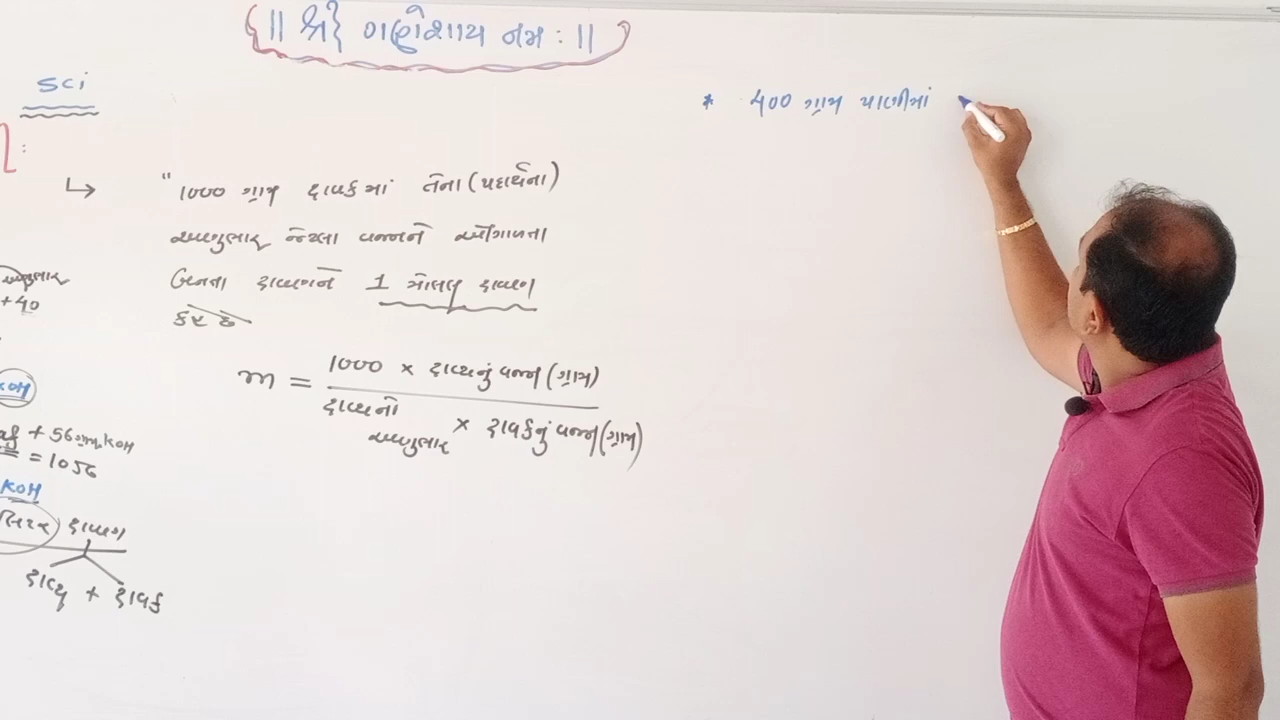 || શ્રી ગણેશાય નમઃ ||
sci
"1000 ગ્રામ દ્રાવકમાં તેના (પદાર્થના)
અણુભાર જેટલા વજનને ઓગાળતા
બનતા દ્રાવણને 1 મોલલ દ્રાવણ
કહે છે
m = 1000 × દ્રાવ્યનું વજન (ગ્રામ)
દ્રાવ્યનો અણુભાર × દ્રાવકનું વજન (ગ્રામ)
અણુભાર
+ 40
KOH
+ 56 ગ્રામ KOH
= 1056
KOH
દ્રાવણ
દ્રાવ્ય + દ્રાવક
* 400 ગ્રામ પાણીમાં